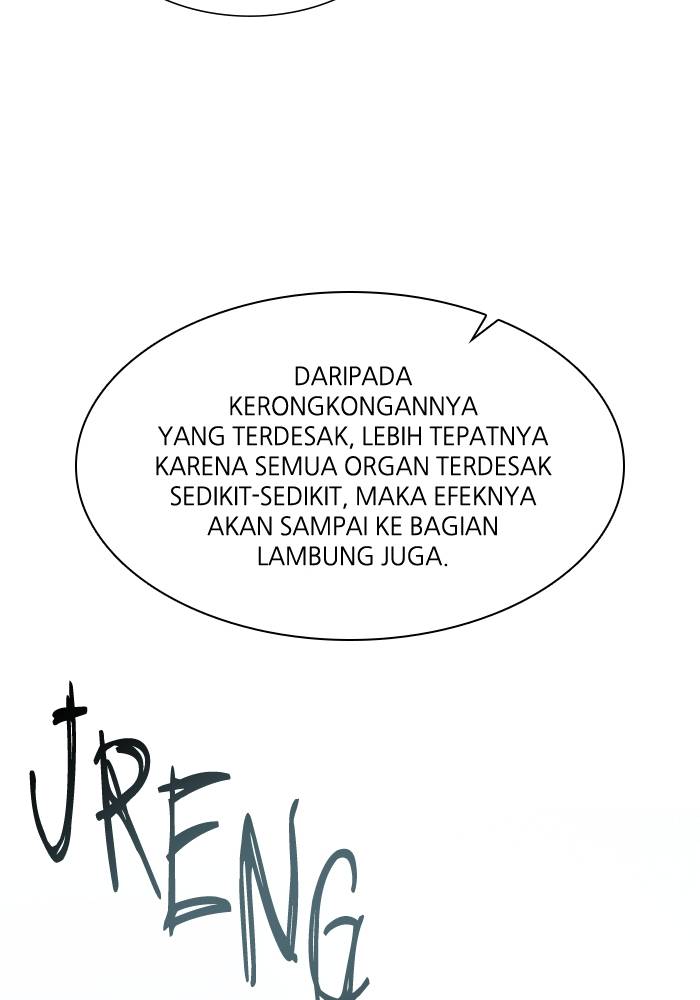 DARIPADA
KERONGKONGANNYA
YANG TERDESAK, LEBIH TEPATNYA
KARENA SEMUA ORGAN TERDESAK
SEDIKIT-SEDIKIT, MAKA EFEKNYA
AKAN SAMPAI KE BAGIAN
LAMBUNG JUGA.
JRENG